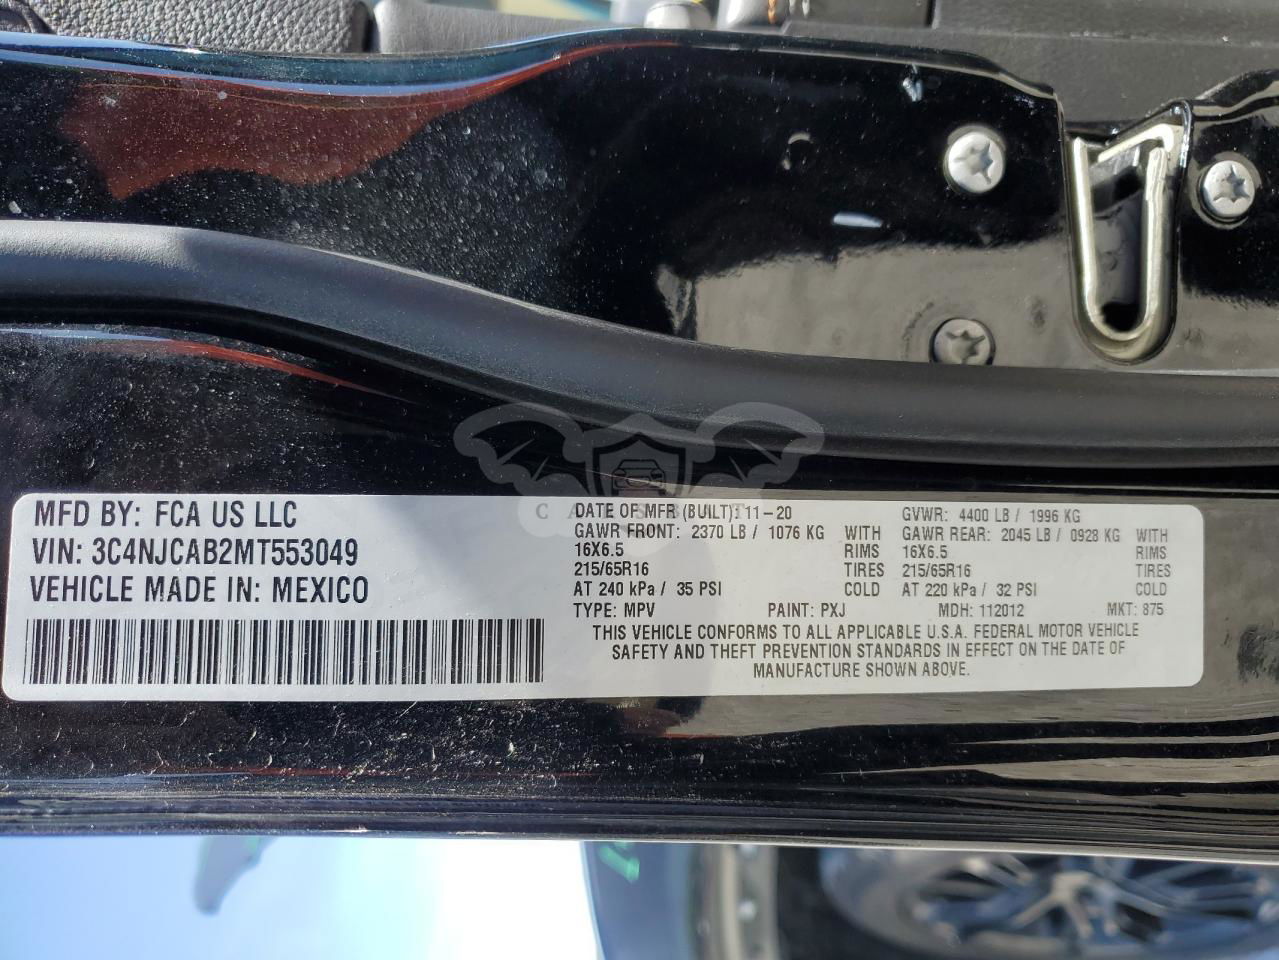 MFD BY: FCA US LLC
VIN: 3C4NJCAB2MT553049
VEHICLE MADE IN: MEXICO
DATE OF MFR (BUILT): 11-20 GVWR: 4400 LB / 1996 KG
GAWR FRONT: 2370 LB / 1076 KG WITH GAWR REAR: 2045 LB / 0928 KG WITH
16X6.5 RIMS 16X6.5 RIMS
215/65R16 TIRES 215/65R16 TIRES
AT 240 kPa / 35 PSI COLD AT 220 kPa / 32 PSI COLD
TYPE: MPV PAINT: PXJ MDH: 112012 MKT: 875
THIS VEHICLE CONFORMS TO ALL APPLICABLE U.S.A. FEDERAL MOTOR VEHICLE
SAFETY AND THEFT PREVENTION STANDARDS IN EFFECT ON THE DATE OF
MANUFACTURE SHOWN ABOVE.